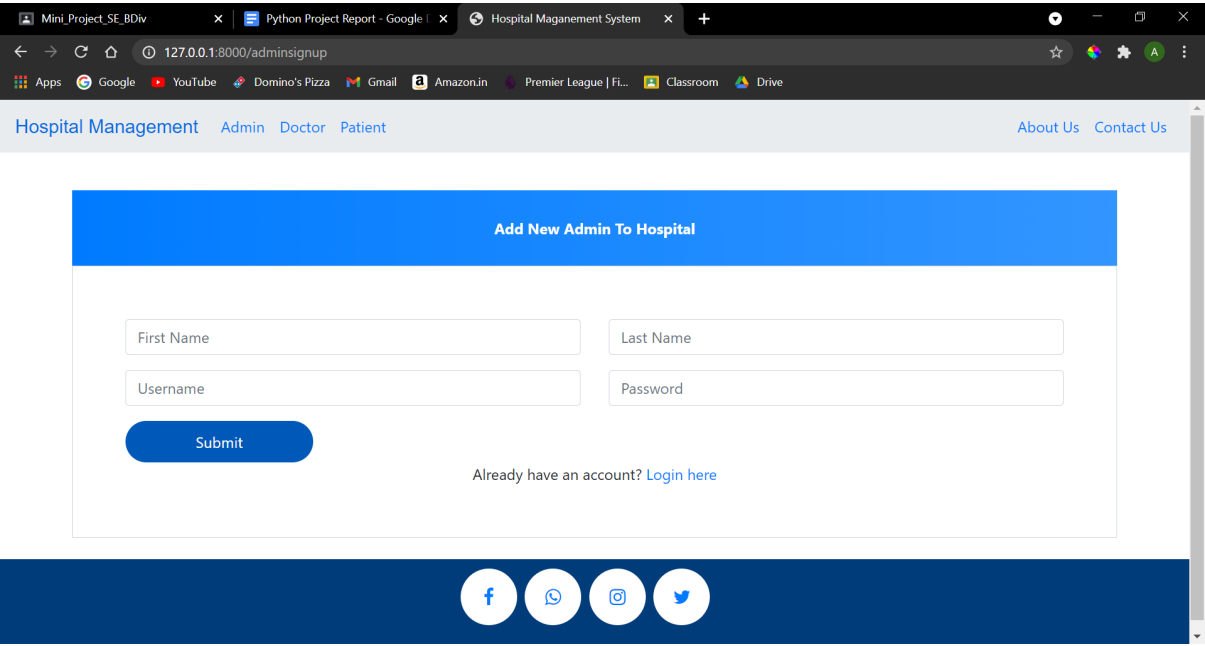 Mini_Project_SE_BDiv Python Project Report - Google Hospital Maganement System
127.0.0.1:8000/adminsignup A
Apps Google YouTube Domino's Pizza Gmail Amazon.in Premier League | Fi... Classroom Drive
Hospital Management Admin Doctor Patient About Us Contact Us
Add New Admin To Hospital
First Name Last Name
Username Password
Submit
Already have an account? Login here